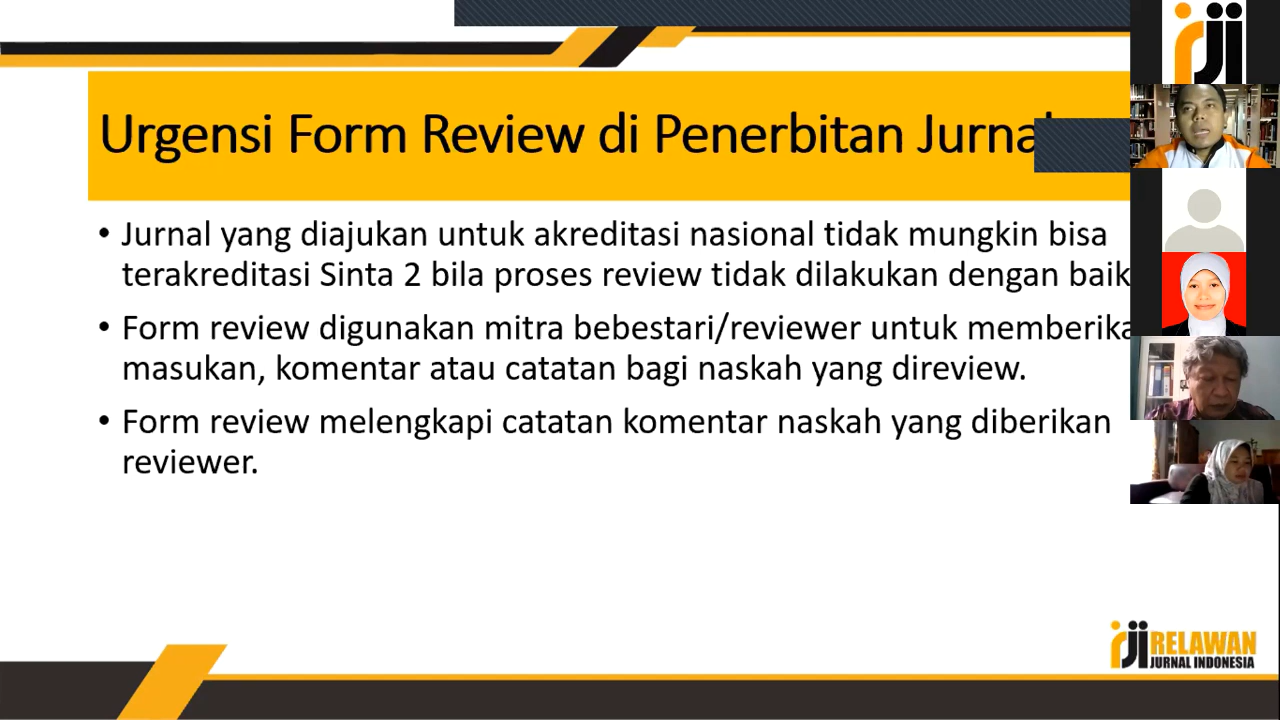 Urgensi Form Review di Penerbitan
• Jurnal yang diajukan untuk akreditasi nasional tidak mungkin bisa
terakreditasi Sinta 2 bila proses review tidak dilakukan dengan baik
• Form review digunakan mitra bebestari/reviewer untuk
masukan, komentar atau catatan bagi naskah yang direview.
• Form review melengkapi catatan komentar naskah yang diberikan
reviewer.
rji
rji RELAWAN
JURNAL INDONESIA